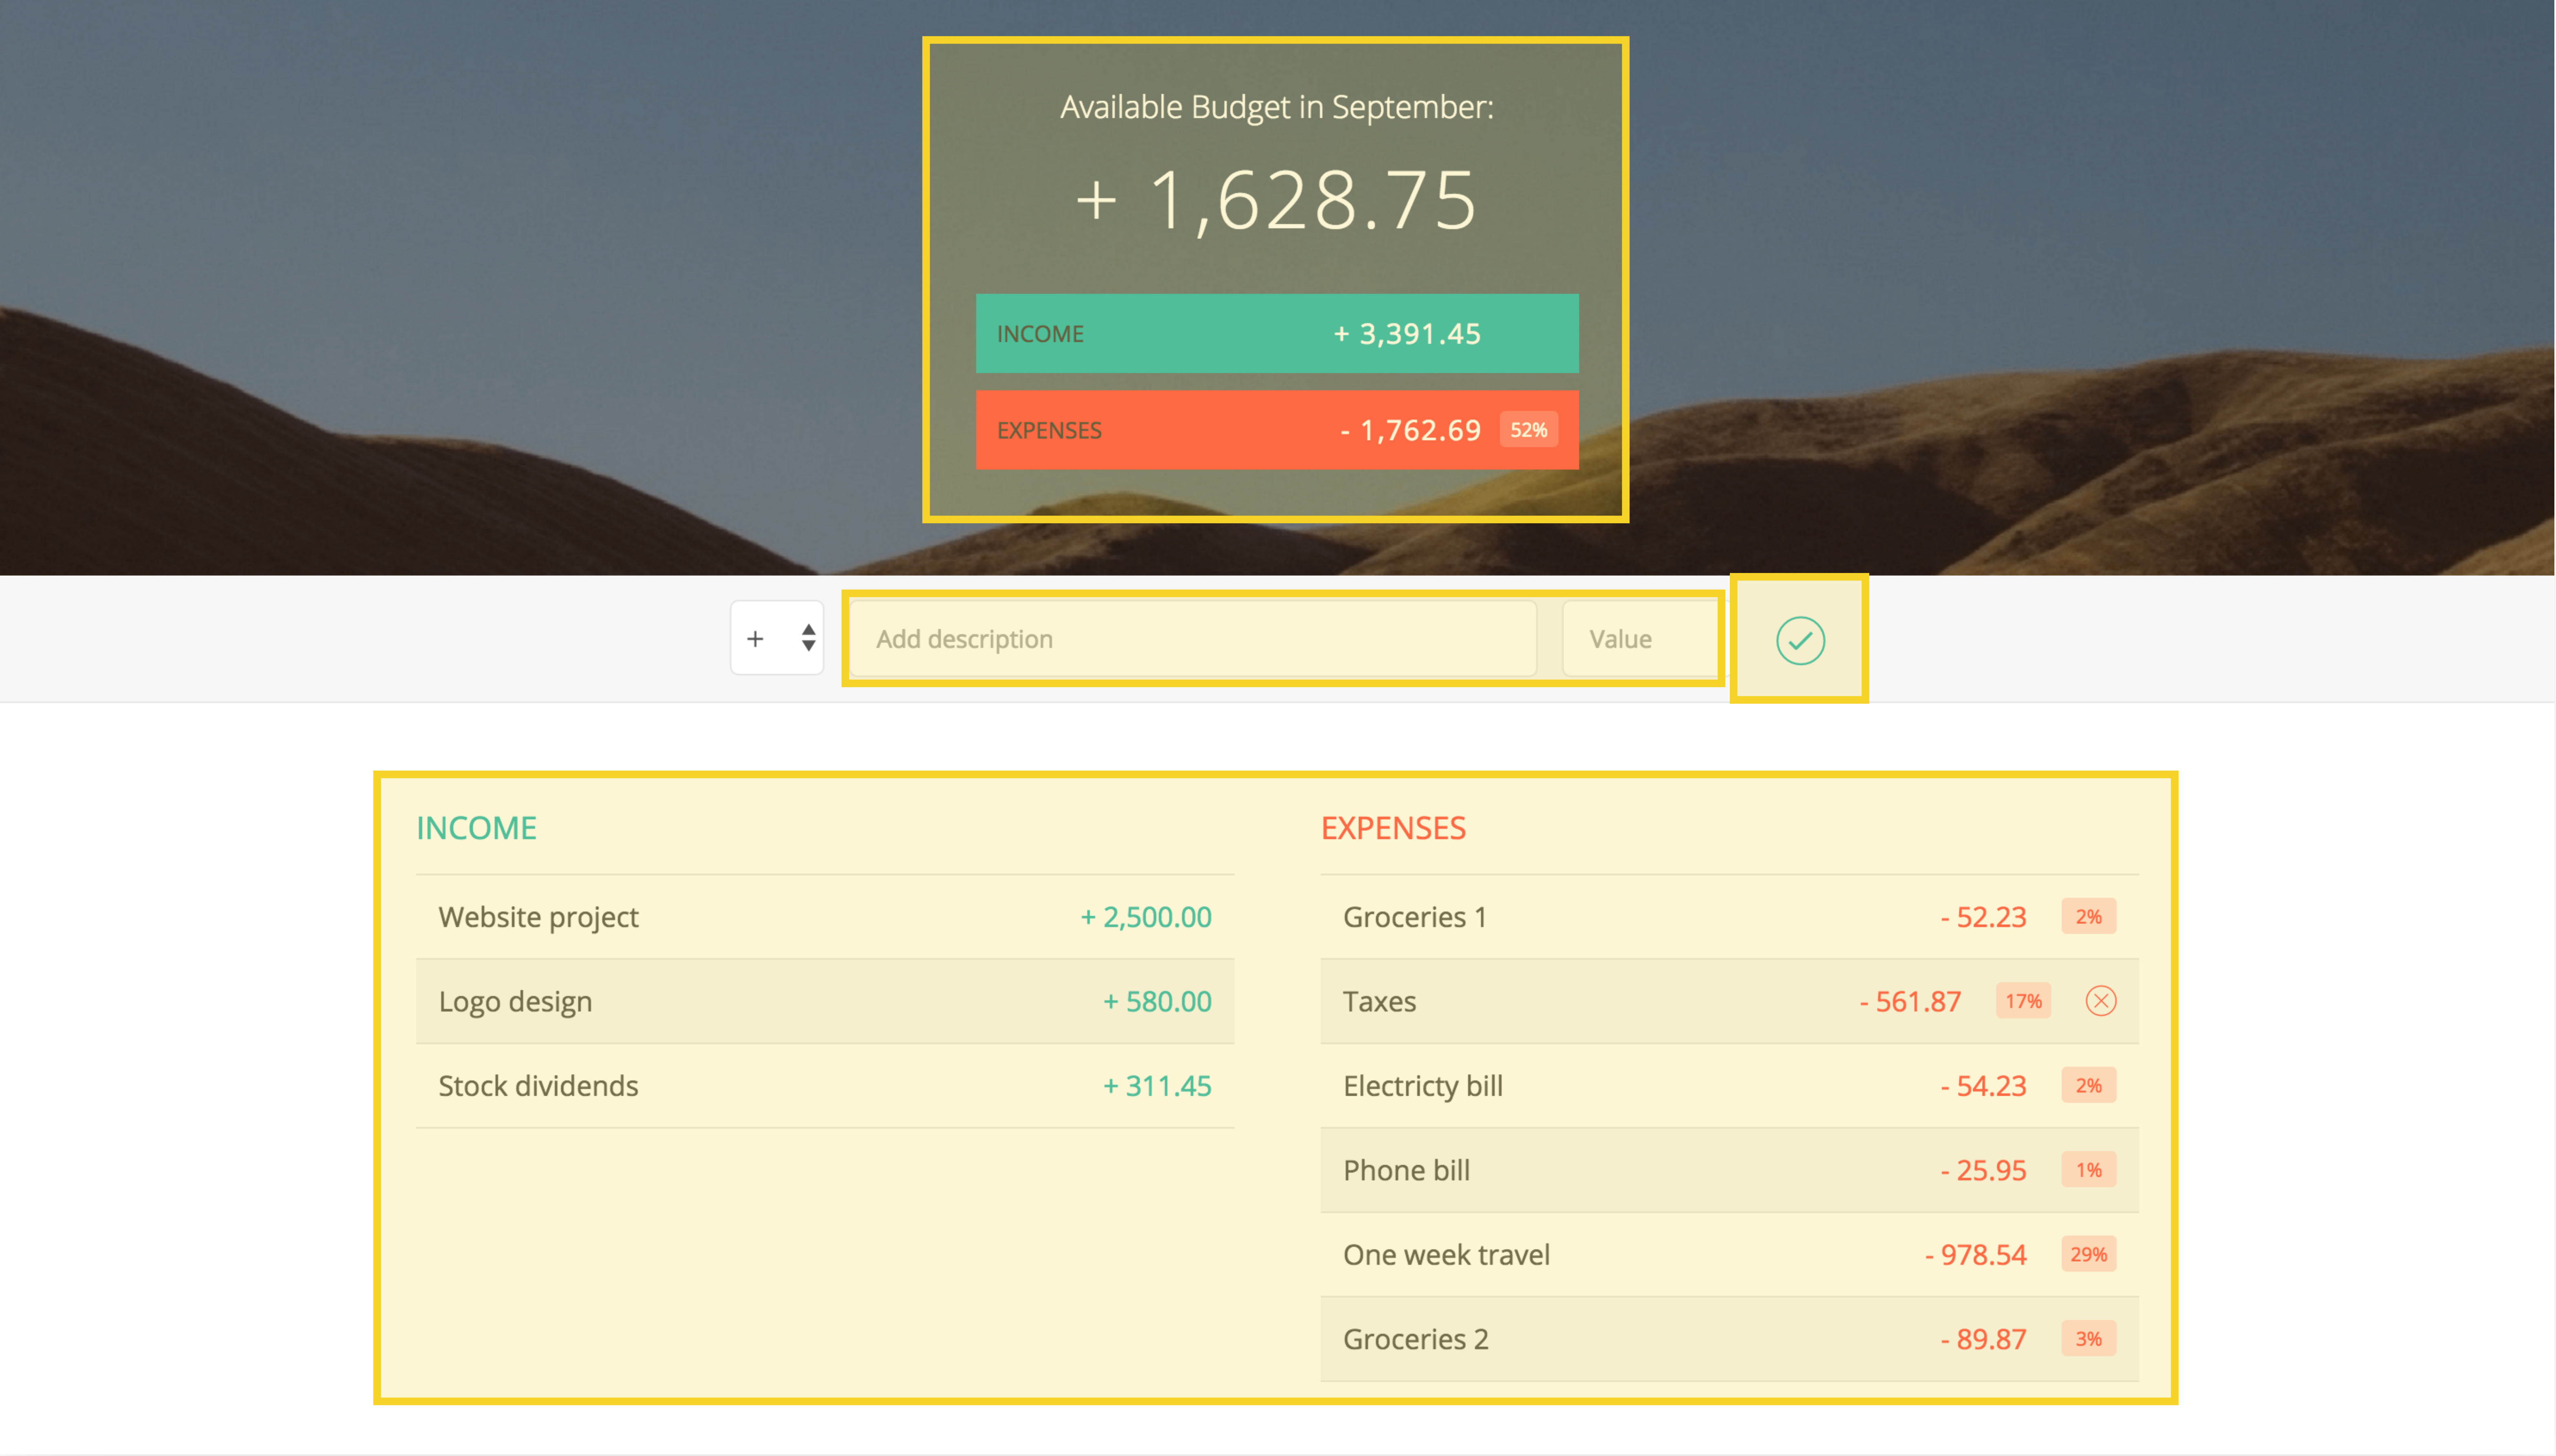 Available Budget in September:
+ 1,628.75
INCOME + 3,391.45
EXPENSES - 1,762.69 52%
+ Add description Value
INCOME
Website project + 2,500.00
Logo design + 580.00
Stock dividends + 311.45
EXPENSES
Groceries 1 - 52.23 2%
Taxes - 561.87 17%
Electricty bill - 54.23 2%
Phone bill - 25.95 1%
One week travel - 978.54 29%
Groceries 2 - 89.87 3%